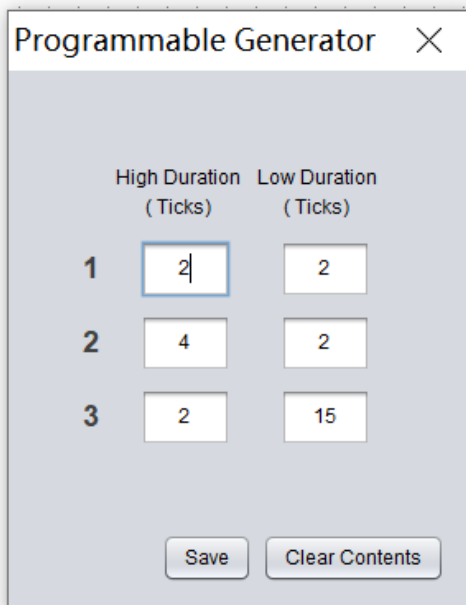 Programmable Generator
High Duration Low Duration
( Ticks) ( Ticks)
1 2 2
2 4 2
3 2 15
Save Clear Contents